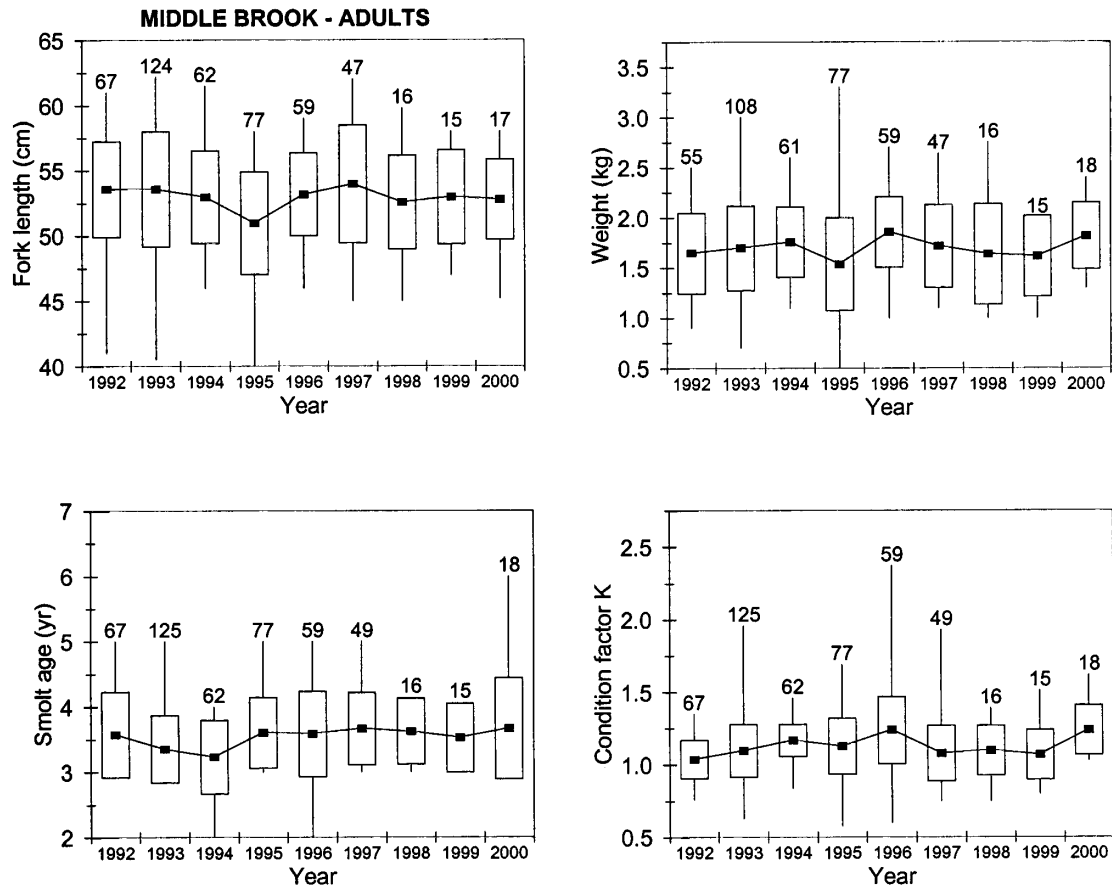 MIDDLE BROOK - ADULTS
Fork length (cm)
65
60
55
50
45
40
67 124 62 77 59 47 16 15 17
1992 1993 1994 1995 1996 1997 1998 1999 2000
Year
Weight (kg)
3.5
3.0
2.5
2.0
1.5
1.0
0.5
55 108 61 77 59 47 16 15 18
1992 1993 1994 1995 1996 1997 1998 1999 2000
Year
Smolt age (yr)
7
6
5
4
3
2
67 125 62 77 59 49 16 15 18
1992 1993 1994 1995 1996 1997 1998 1999 2000
Year
Condition factor K
2.5
2.0
1.5
1.0
0.5
67 125 62 77 59 49 16 15 18
1992 1993 1994 1995 1996 1997 1998 1999 2000
Year